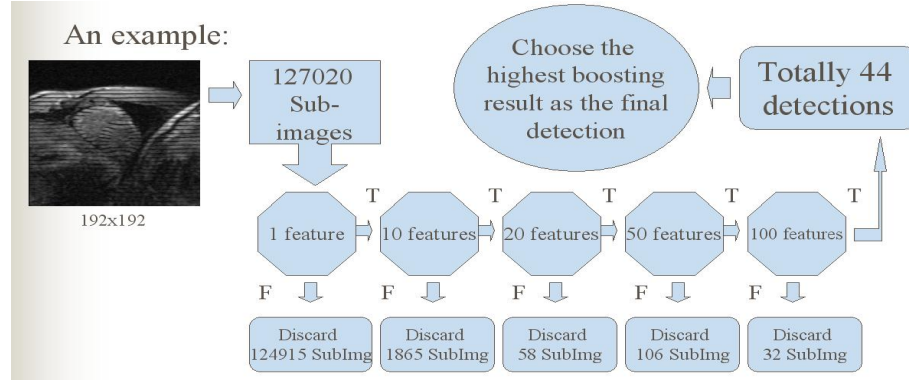 An example:
192x192
127020
Sub-
images
Choose the
highest boosting
result as the final
detection
Totally 44
detections
T
T
T
T
T
1 feature
10 features
20 features
50 features
100 features
F
F
F
F
F
Discard
124915 SubImg
Discard
1865 SubImg
Discard
58 SubImg
Discard
106 SubImg
Discard
32 SubImg